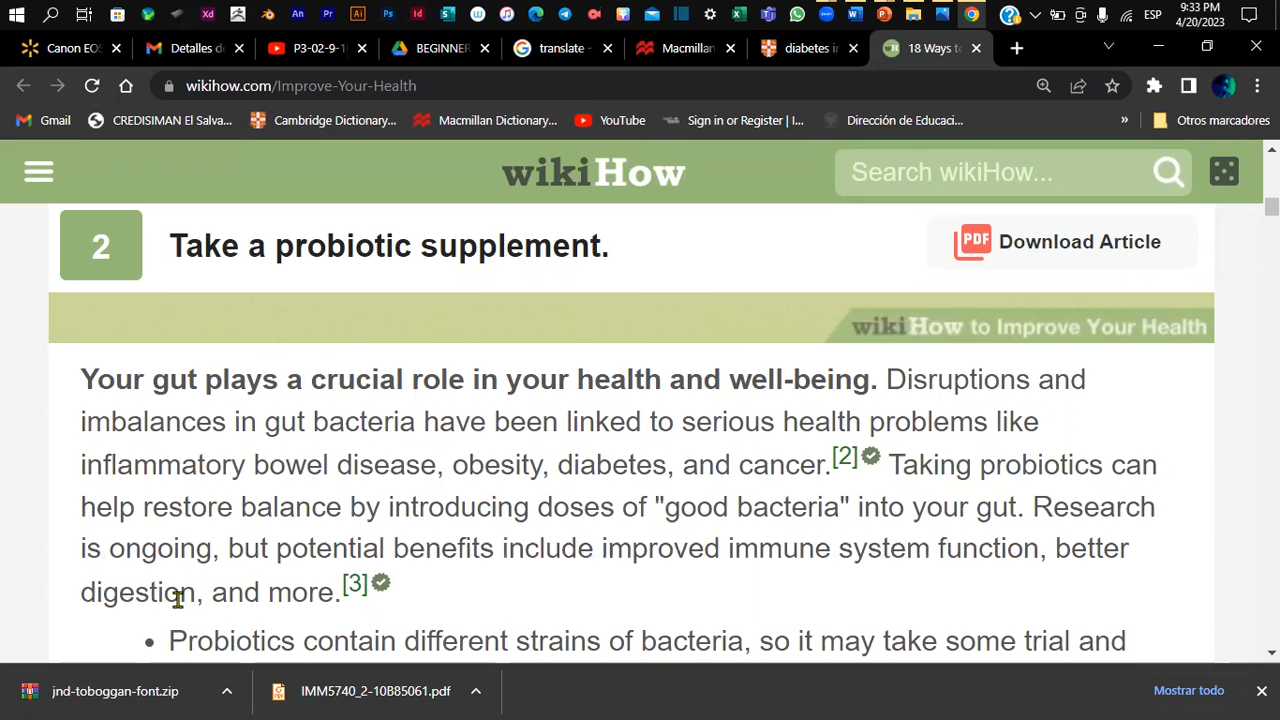 9:33 PM
ESP
4/20/2023
Canon EOS
Detalles de
P3-02-9-1
BEGINNER
translate -
Macmillan
diabetes i
18 Ways to
wikihow.com/Improve-Your-Health
Gmail
CREDISIMAN El Salva...
Cambridge Dictionary...
Macmillan Dictionary...
YouTube
Sign in or Register | I...
Dirección de Educaci...
»
Otros marcadores
wikiHow
Search wikiHow...
2
Take a probiotic supplement.
PDF Download Article
wikiHow to Improve Your Health
Your gut plays a crucial role in your health and well-being. Disruptions and
imbalances in gut bacteria have been linked to serious health problems like
inflammatory bowel disease, obesity, diabetes, and cancer.[2] Taking probiotics can
help restore balance by introducing doses of "good bacteria" into your gut. Research
is ongoing, but potential benefits include improved immune system function, better
digestion, and more.[3]
• Probiotics contain different strains of bacteria, so it may take some trial and
jnd-toboggan-font.zip
IMM5740_2-10B85061.pdf
Mostrar todo